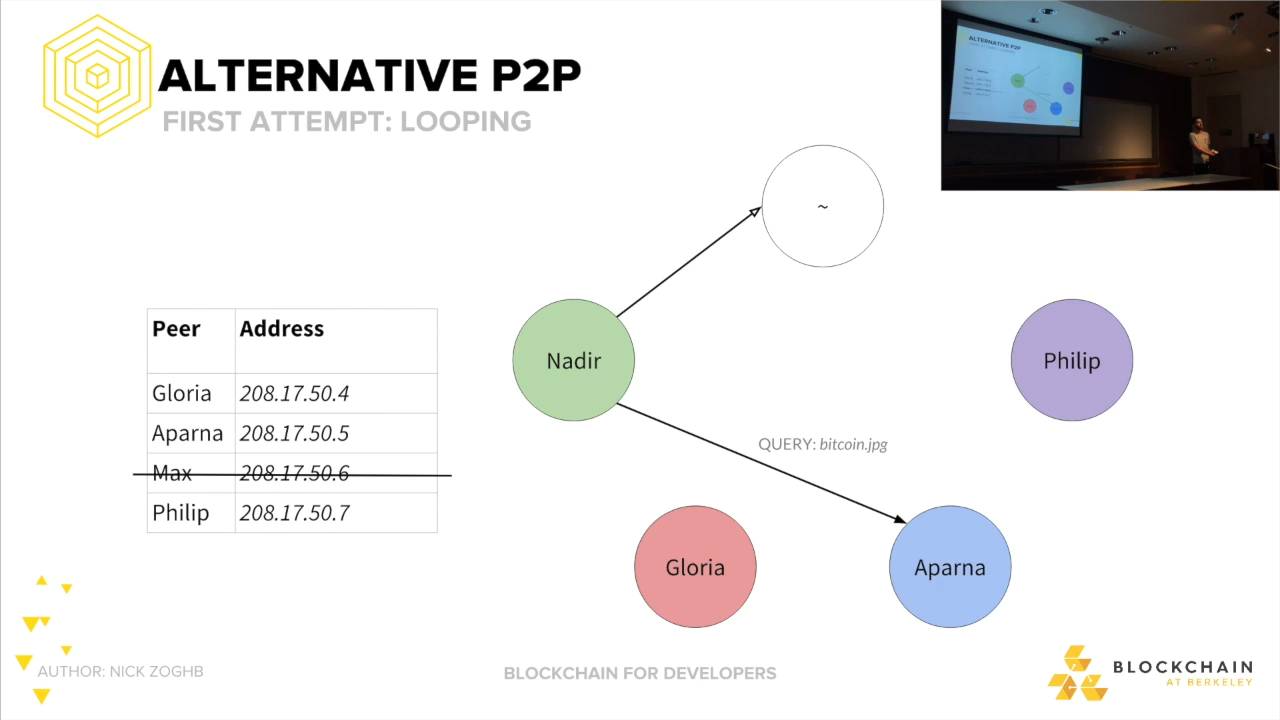 ALTERNATIVE P2P
FIRST ATTEMPT: LOOPING
~
Peer Address
Gloria 208.17.50.4
Aparna 208.17.50.5
Max 208.17.50.6
Philip 208.17.50.7
Nadir
Philip
QUERY: bitcoin.jpg
Gloria
Aparna
AUTHOR: NICK ZOGHB
BLOCKCHAIN FOR DEVELOPERS
BLOCKCHAIN
AT BERKELEY
ALTERNATIVE P2P